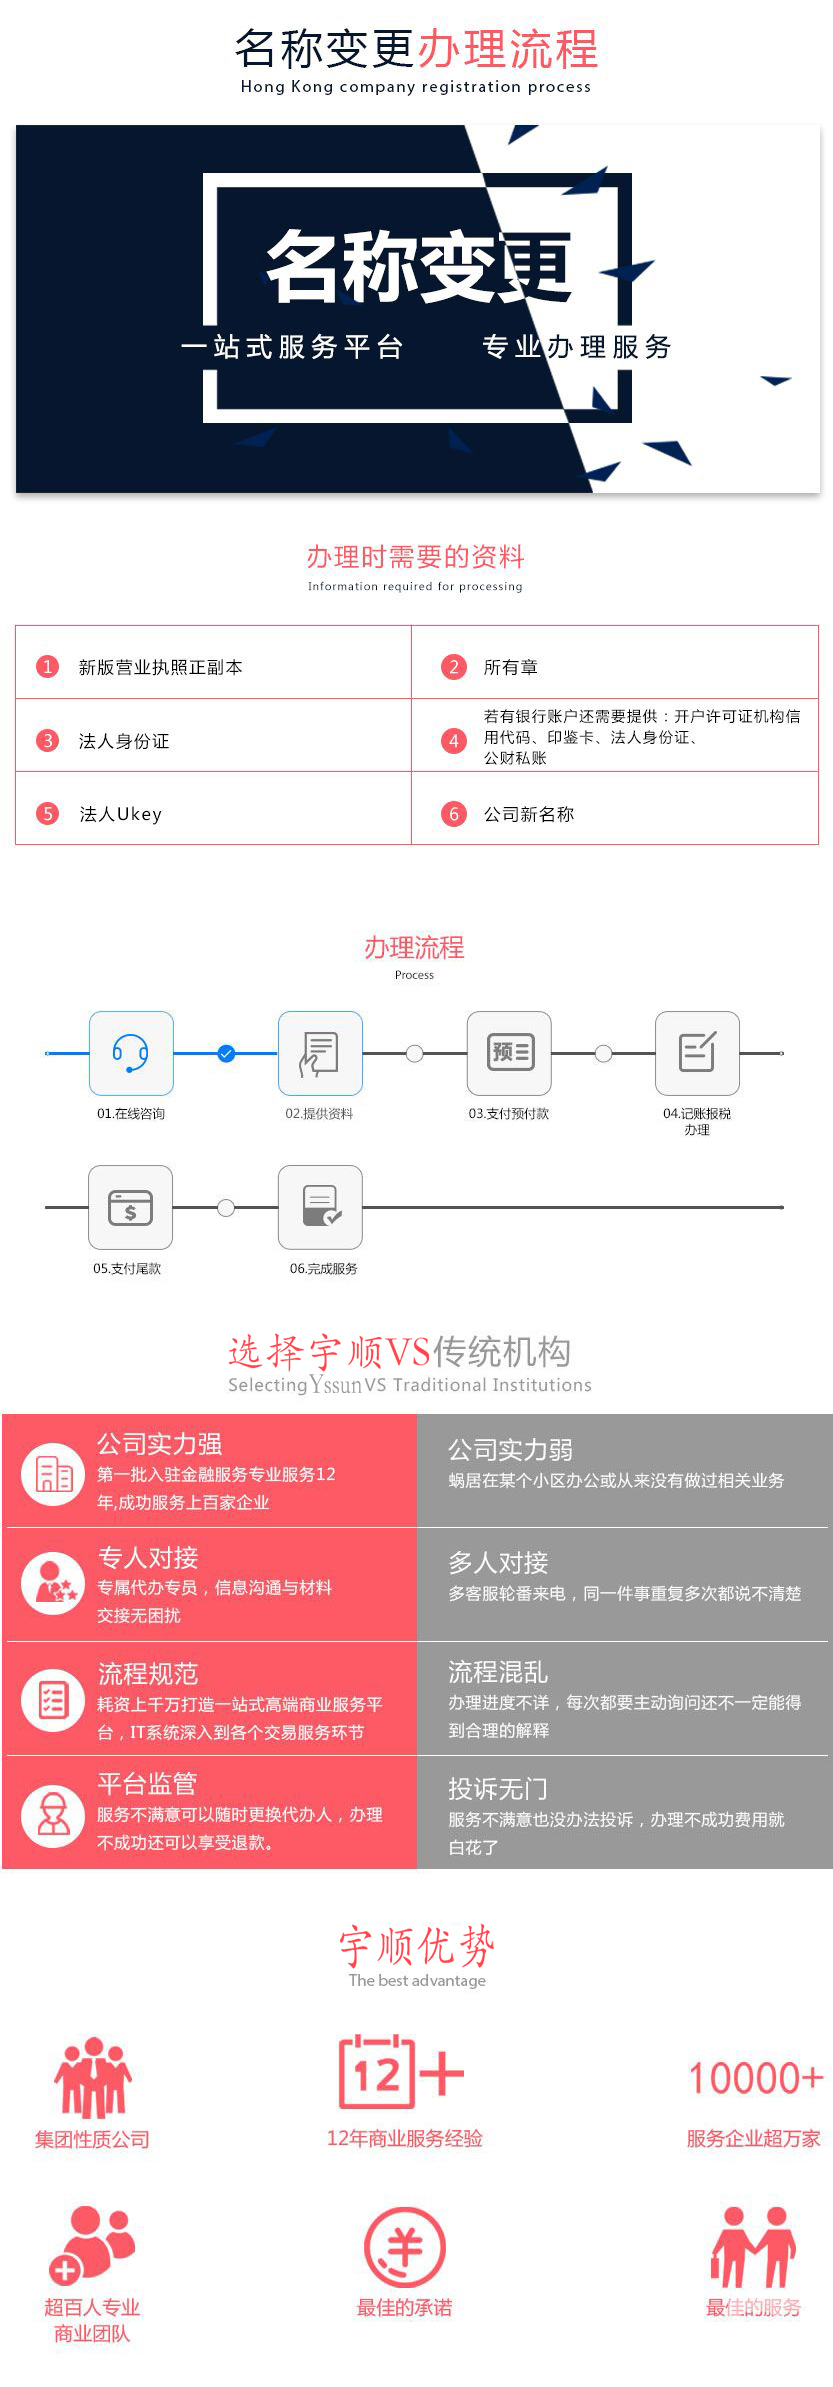 名称变更办理流程
Hong Kong company registration process
名称变更
一站式服务平台 专业办理服务
办理时需要的资料
Information required for processing
1 新版营业执照正副本
2 所有章
3 法人身份证
4 若有银行账户还需要提供：开户许可证机构信
用代码、印鉴卡、法人身份证、
公财私账
5 法人Ukey
6 公司新名称
办理流程
Process
预
01.在线咨询
02.提供资料
03.支付预付款
04.记账报税
办理
$
05.支付尾款
06.完成服务
选择宇顺VS传统机构
Selecting Yssun VS Traditional Institutions
公司实力强
第一批入驻金融服务专业服务12
年,成功服务上百家企业
公司实力弱
蜗居在某个小区办公或从来没有做过相关业务
专人对接
专属代办专员，信息沟通与材料
交接无困扰
多人对接
多客服轮番来电，同一件事重复多次都说不清楚
流程规范
耗资上千万打造一站式高端商业服务平
台，IT系统深入到各个交易服务环节
流程混乱
办理进度不详，每次都要主动询问还不一定能得
到合理的解释
平台监管
服务不满意可以随时更换代办人，办理
不成功还可以享受退款。
投诉无门
服务不满意也没办法投诉，办理不成功费用就
白花了
宇顺优势
The best advantage
12+
10000+
集团性质公司
12年商业服务经验
服务企业超万家
超百人专业
商业团队
最佳的承诺
最佳的服务